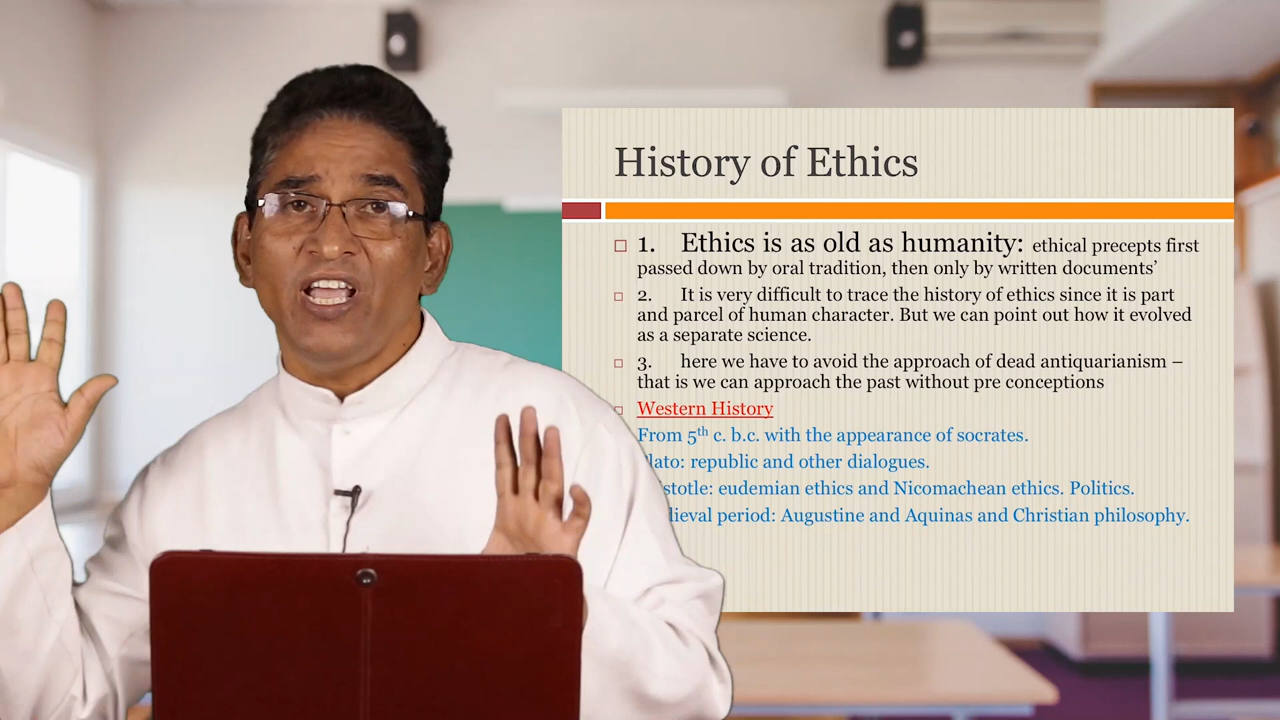 History of Ethics
1. Ethics is as old as humanity: ethical precepts first
passed down by oral tradition, then only by written documents’
2. It is very difficult to trace the history of ethics since it is part
and parcel of human character. But we can point out how it evolved
as a separate science.
3. here we have to avoid the approach of dead antiquarianism –
that is we can approach the past without pre conceptions
Western History
From 5th c. b.c. with the appearance of socrates.
republic and other dialogues.
eudemian ethics and Nicomachean ethics. Politics.
period: Augustine and Aquinas and Christian philosophy.